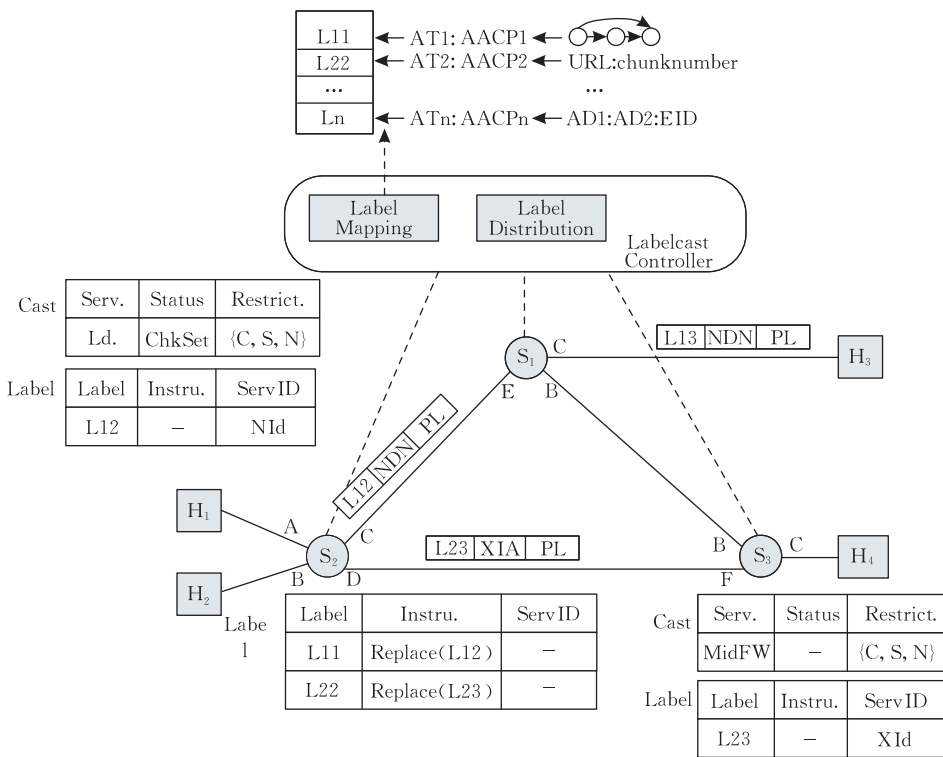 L11 AT1: AACP1
L22 AT2: AACP2 URL:chunknumber
... ...
Ln ATn: AACPn AD1:AD2:EID
Label Mapping
Label Distribution
Labelcast Controller
Cast
Serv. Status Restrict.
Ld. ChkSet {C, S, N}
Label
Label Instru. ServID
L12 – NId
S1
C
E
B
L13 NDN PL
H3
L12 NDN PL
H1
A
H2
B
S2
C
D
L23 XIA PL
B
F
S3
C
H4
Labe
l
Label Instru. ServID
L11 Replace(L12) –
L22 Replace(L23) –
Cast
Serv. Status Restrict.
MidFW – {C, S, N}
Label
Label Instru. ServID
L23 – XId